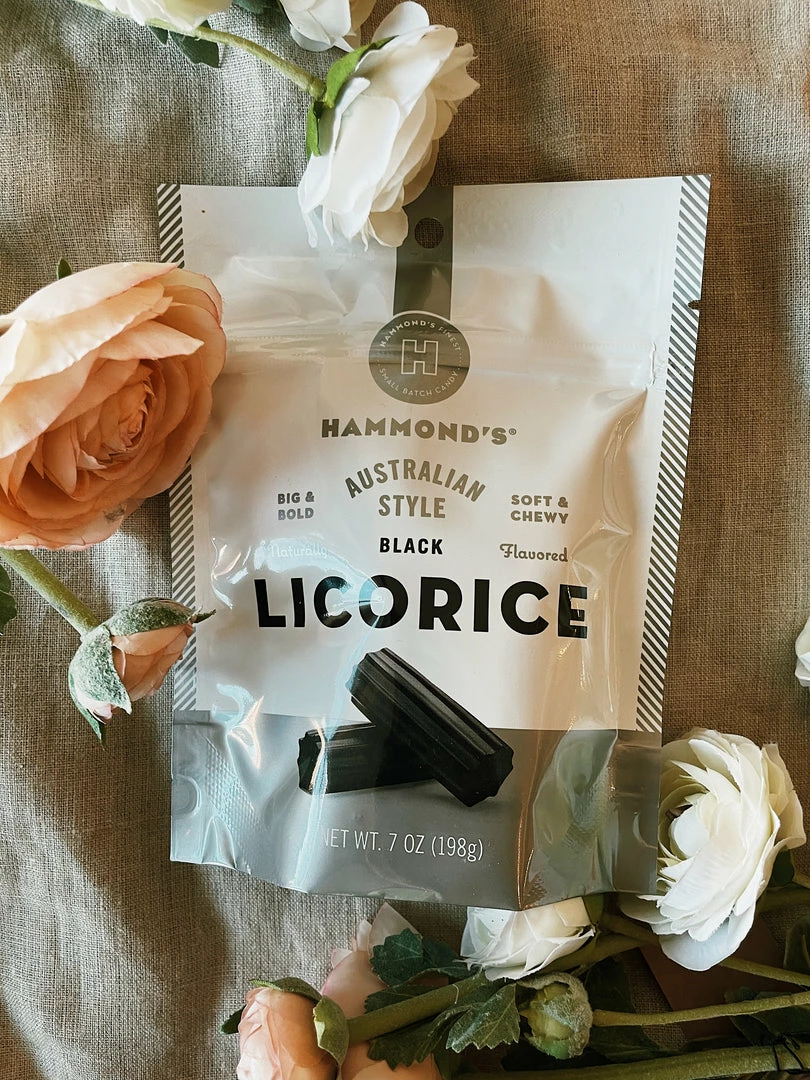 HAMMOND'S FINEST
H
SMALL BATCH CANDY
HAMMOND'S®
AUSTRALIAN
STYLE
BIG &
BOLD
SOFT &
CHEWY
BLACK
Naturally Flavored
LICORICE
NET WT. 7 OZ (198g)